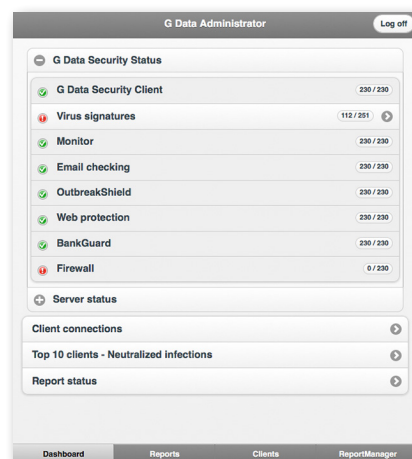 G Data Administrator
Log off
G Data Security Status
G Data Security Client 230 / 230
Virus signatures 112 / 251
Monitor 230 / 230
Email checking 230 / 230
OutbreakShield 230 / 230
Web protection 230 / 230
BankGuard 230 / 230
Firewall 0 / 230
Server status
Client connections
Top 10 clients - Neutralized infections
Report status
Dashboard Reports Clients ReportManager